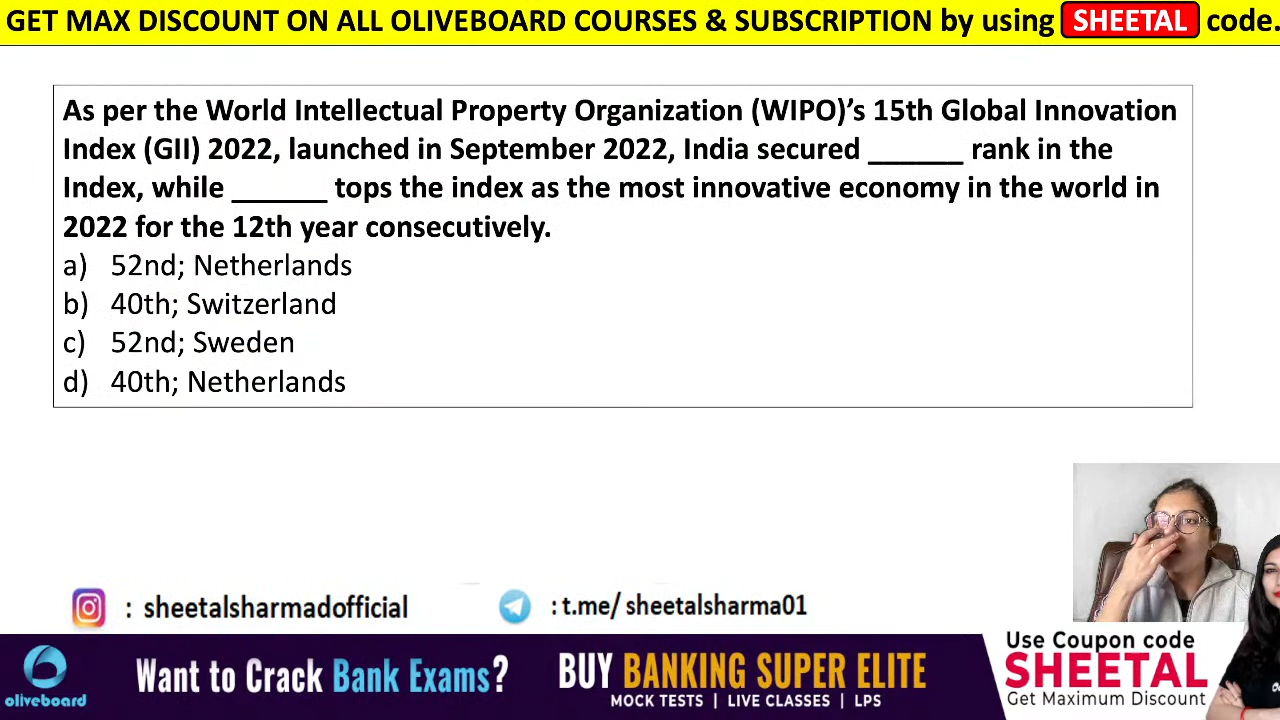 GET MAX DISCOUNT ON ALL OLIVEBOARD COURSES & SUBSCRIPTION by using SHEETAL code.
As per the World Intellectual Property Organization (WIPO)’s 15th Global Innovation
Index (GII) 2022, launched in September 2022, India secured ______ rank in the
Index, while ______ tops the index as the most innovative economy in the world in
2022 for the 12th year consecutively.
a) 52nd; Netherlands
b) 40th; Switzerland
c) 52nd; Sweden
d) 40th; Netherlands
: sheetalsharmadofficial
: t.me/ sheetalsharma01
oliveboard
Want to Crack Bank Exams?
BUY BANKING SUPER ELITE
MOCK TESTS | LIVE CLASSES | LPS
Use Coupon code
SHEETAL
Get Maximum Discount